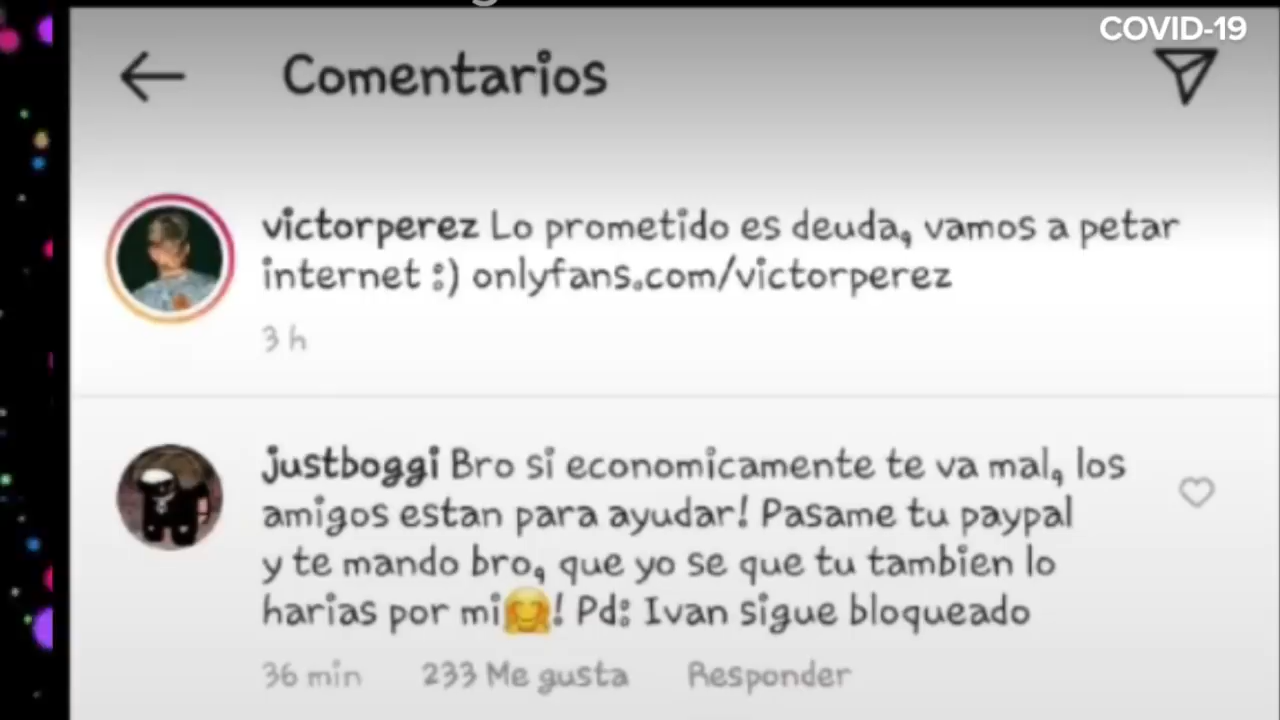 COVID-19
Comentarios
victorperez Lo prometido es deuda, vamos a petar
internet :) onlyfans.com/victorperez
3 h
justboggi Bro si economicamente te va mal, los
amigos estan para ayudar! Pasame tu paypal
y te mando bro, que yo se que tu tambien lo
harias por mi🤗! Pd: Ivan sigue bloqueado
36 min 233 Me gusta Responder